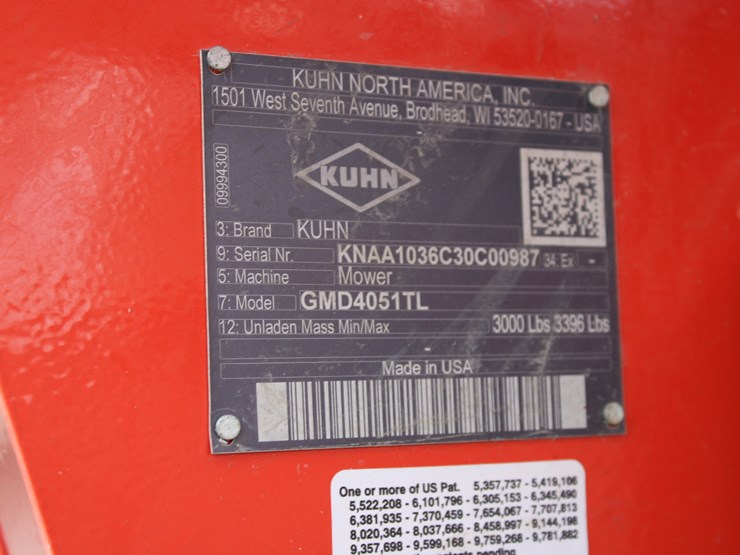 KUHN NORTH AMERICA, INC.
1501 West Seventh Avenue, Brodhead, WI 53520-0167 - USA
09994300
KUHN
3: Brand KUHN
9: Serial Nr. KNAA1036C30C00987 34: Ex -
5: Machine Mower
7: Model GMD4051TL
12: Unladen Mass Min/Max 3000 Lbs 3396 Lbs
Made in USA
One or more of US Pat. 5,357,737 - 5,419,106
5,522,208 - 6,101,796 - 6,305,153 - 6,345,490
6,381,935 - 7,370,459 - 7,654,067 - 7,707,813
8,020,364 - 8,037,666 - 8,458,997 - 9,144,198
9,357,698 - 9,599,168 - 9,759,268 - 9,781,882
patents pending